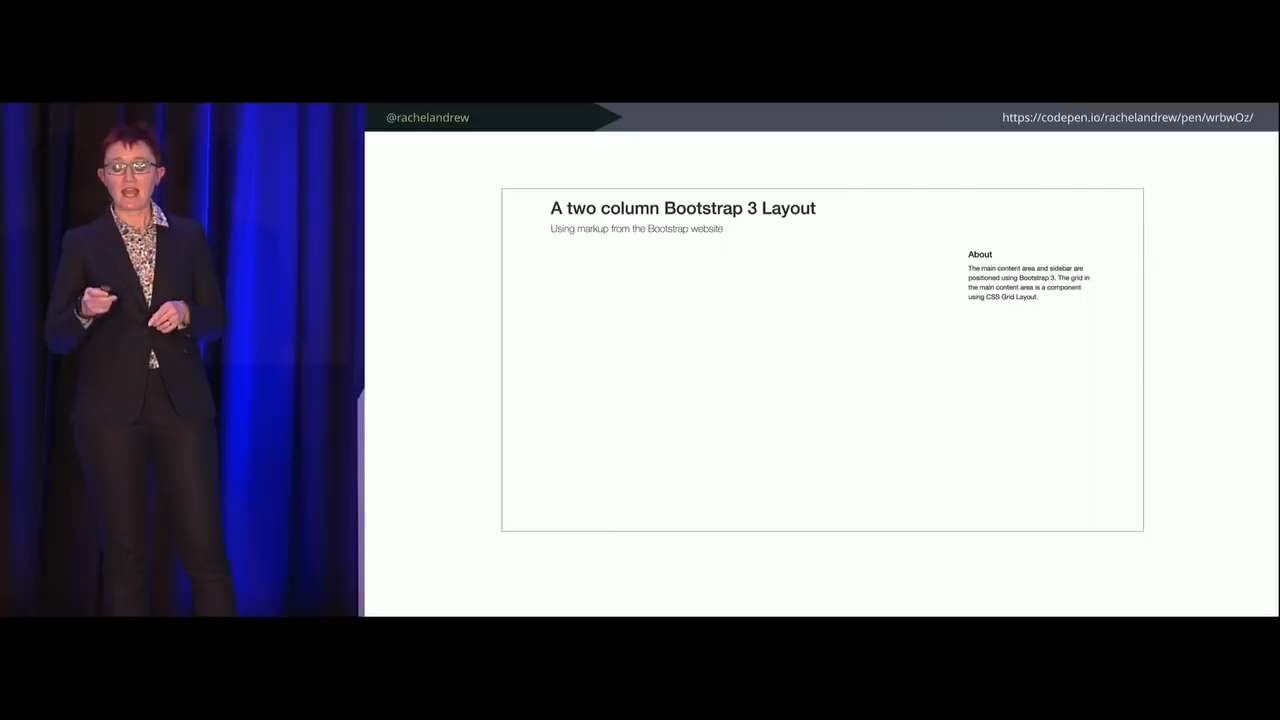 @rachelandrew
https://codepen.io/rachelandrew/pen/wrbwOz/
A two column Bootstrap 3 Layout
Using markup from the Bootstrap website
About
The main content area and sidebar are
positioned using Bootstrap 3. The grid in
the main content area is a component
using CSS Grid Layout.